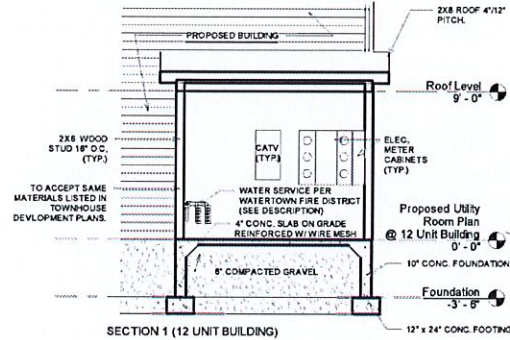 2X8 ROOF 4"/12"
PITCH.
PROPOSED BUILDING
Roof Level
9' - 0"
2X6 WOOD
STUD 16" O.C.
(TYP.)
CATV
(TYP.)
ELEC.
METER
CABINETS
(TYP.)
TO ACCEPT SAME
MATERIALS LISTED IN
TOWNHOUSE
DEVLOPMENT PLANS.
WATER SERVICE PER
WATERTOWN FIRE DISTRICT
(SEE DESCRIPTION)
4" CONC. SLAB ON GRADE
REINFORCED W/ WIRE MESH
Proposed Utility
Room Plan
@ 12 Unit Building
0' - 0"
6" COMPACTED GRAVEL
10" CONC. FOUNDATION
Foundation
-3' - 6"
12" x 24" CONC. FOOTING
SECTION 1 (12 UNIT BUILDING)